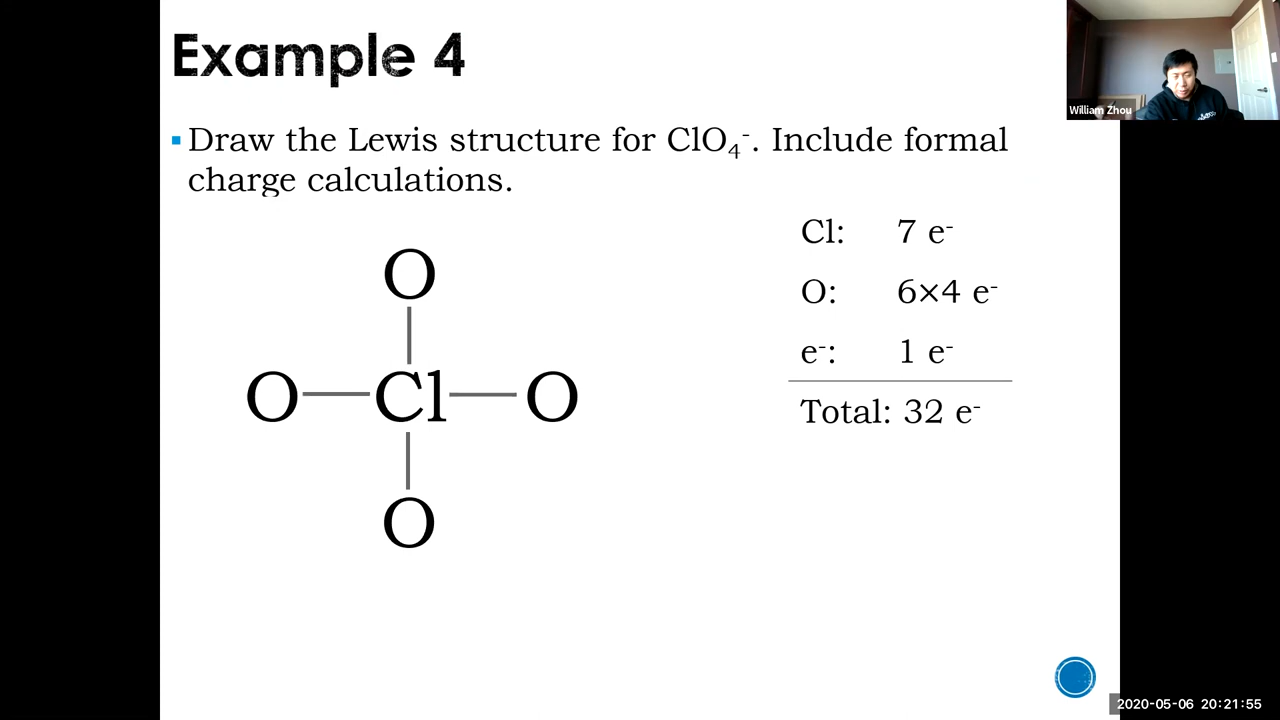 Example 4
▪ Draw the Lewis structure for ClO₄⁻. Include formal
charge calculations.
Cl: 7 e⁻
O: 6×4 e⁻
e⁻: 1 e⁻
Total: 32 e⁻
O
O Cl O
O
William Zhou
2020-05-06 20:21:55